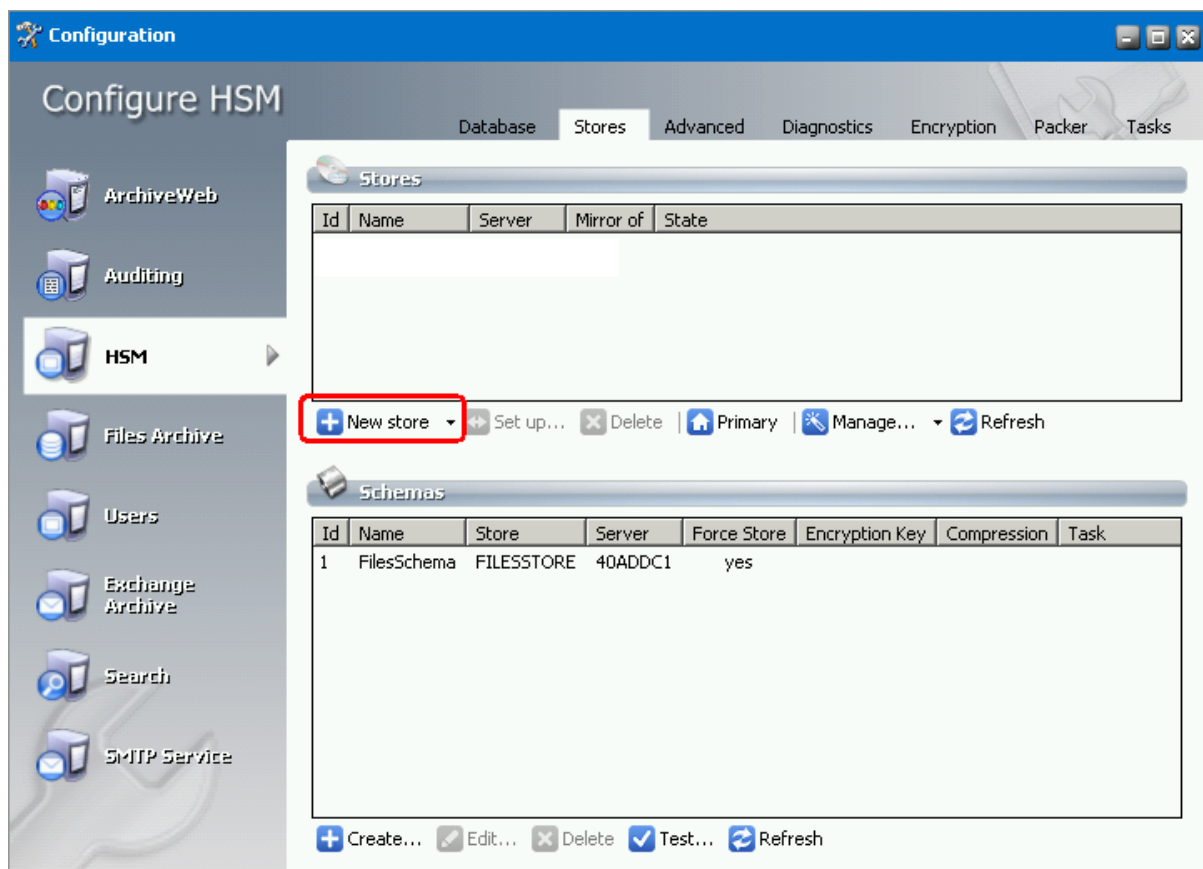 Configuration
Configure HSM
Database Stores Advanced Diagnostics Encryption Packer Tasks
ArchiveWeb
Auditing
HSM
Files Archive
Users
Exchange
Archive
Search
SMTP Service
Stores
Id Name Server Mirror of State
New store Set up... Delete Primary Manage... Refresh
Schemas
Id Name Store Server Force Store Encryption Key Compression Task
1 FilesSchema FILESSTORE 40ADDC1 yes
Create... Edit... Delete Test... Refresh